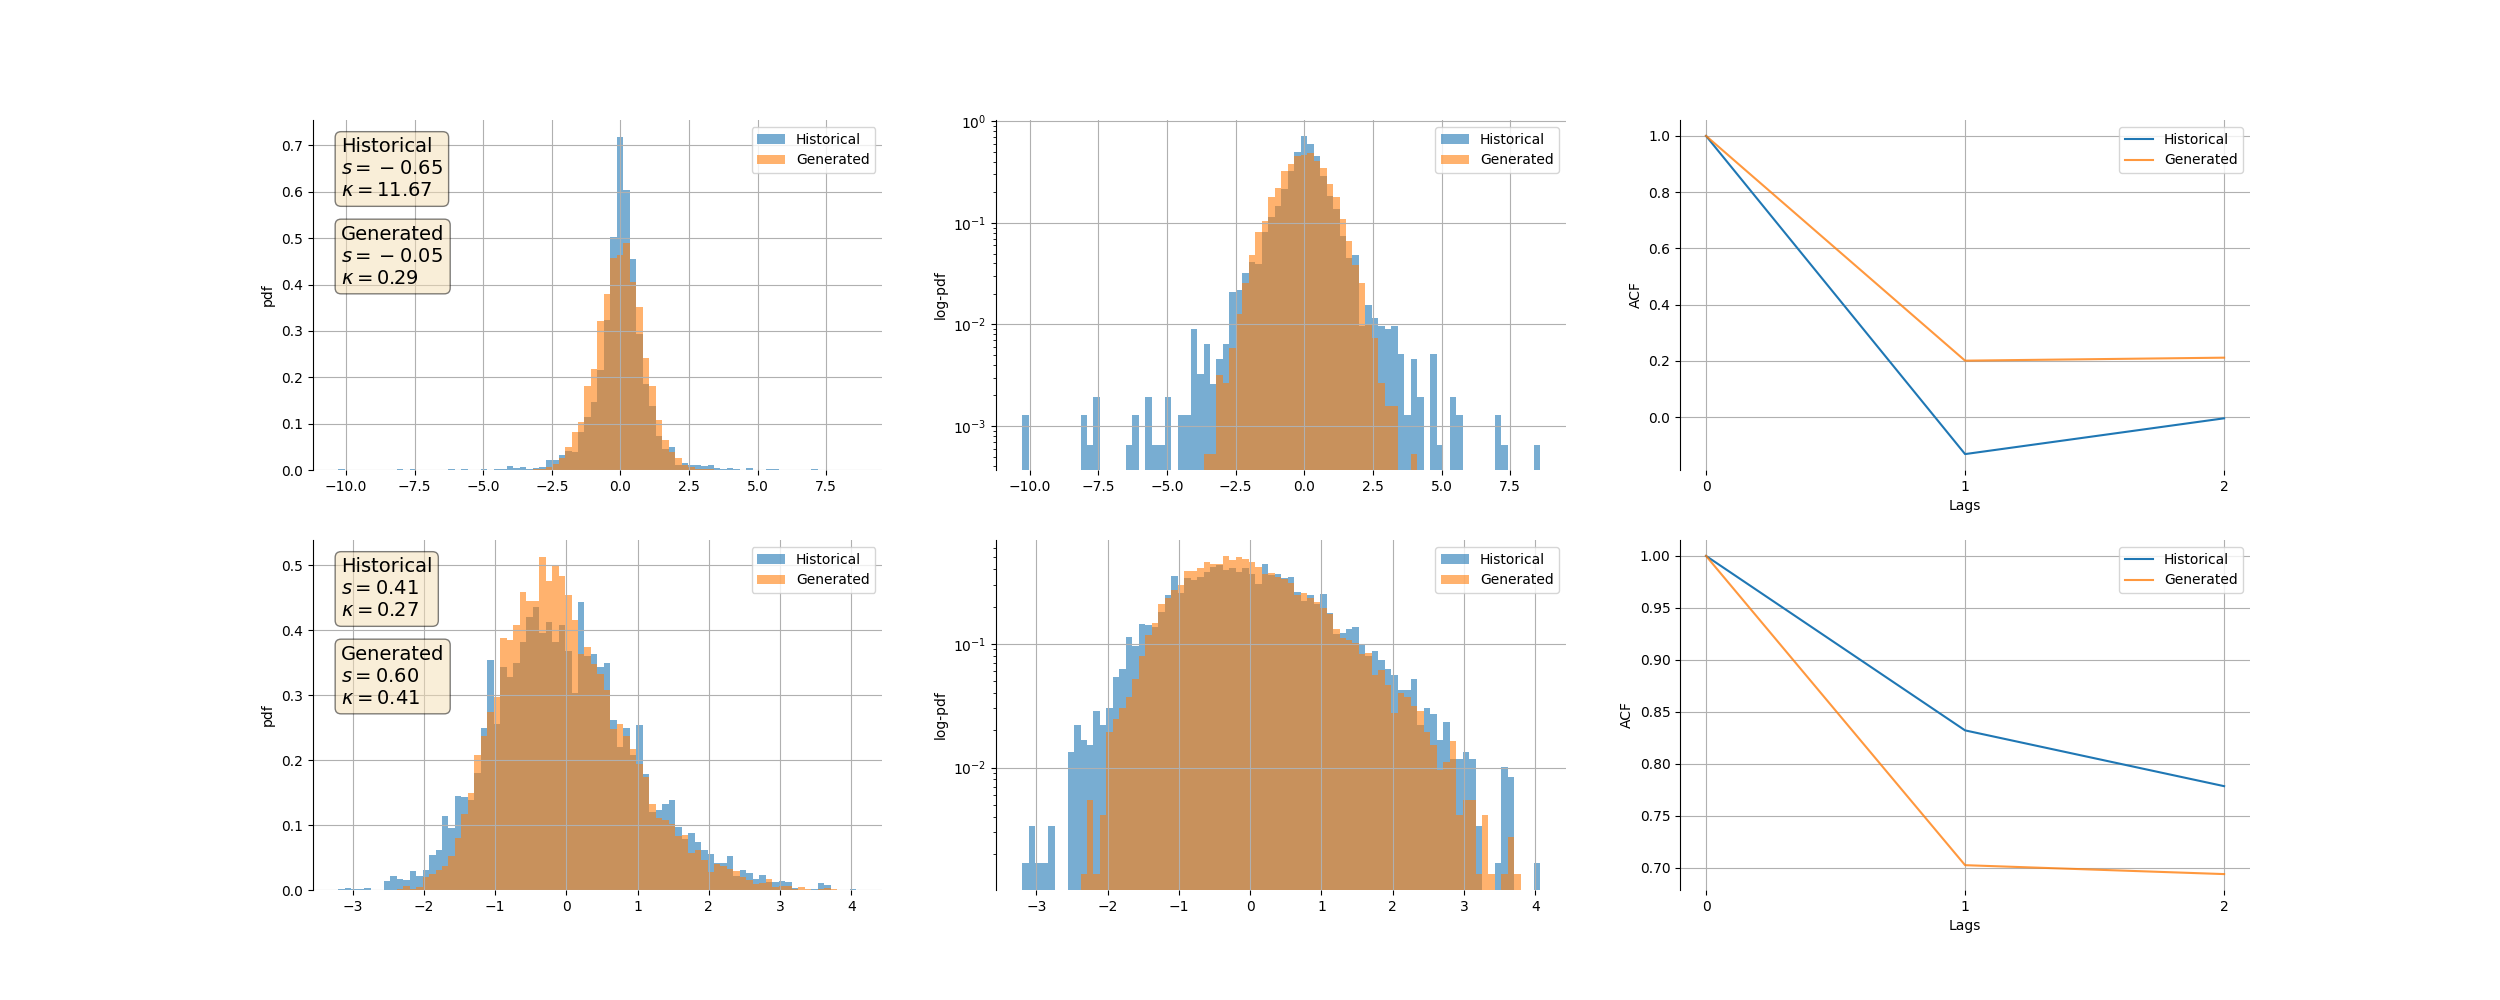 Historical
s = −0.65
κ = 11.67
Generated
s = −0.05
κ = 0.29
Historical
Generated
pdf
0.7
0.6
0.5
0.4
0.3
0.2
0.1
0.0
−10.0 −7.5 −5.0 −2.5 0.0 2.5 5.0 7.5
Historical
Generated
log-pdf
10⁰
10⁻¹
10⁻²
10⁻³
−10.0 −7.5 −5.0 −2.5 0.0 2.5 5.0 7.5
Historical
Generated
ACF
1.0
0.8
0.6
0.4
0.2
0.0
0 1 2
Lags
Historical
s = 0.41
κ = 0.27
Generated
s = 0.60
κ = 0.41
Historical
Generated
pdf
0.5
0.4
0.3
0.2
0.1
0.0
−3 −2 −1 0 1 2 3 4
Historical
Generated
log-pdf
10⁻¹
10⁻²
−3 −2 −1 0 1 2 3 4
Historical
Generated
ACF
1.00
0.95
0.90
0.85
0.80
0.75
0.70
0 1 2
Lags